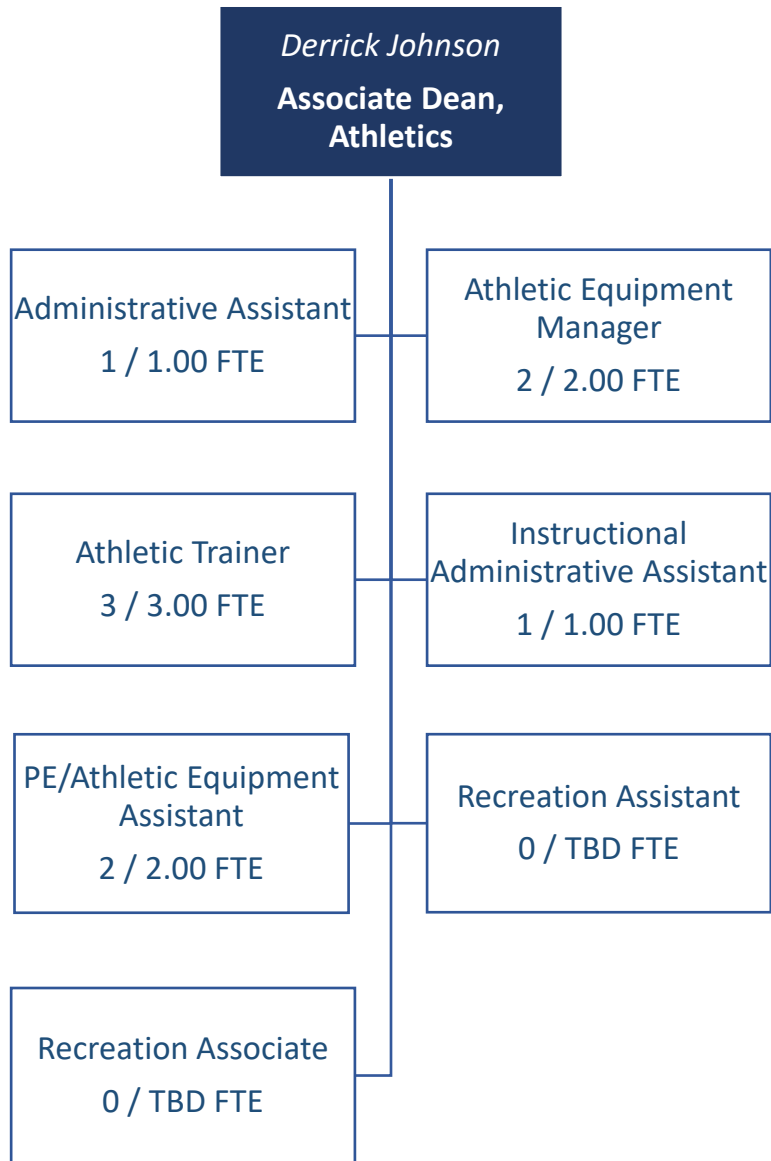 Derrick Johnson
Associate Dean,
Athletics
Administrative Assistant
1 / 1.00 FTE
Athletic Equipment
Manager
2 / 2.00 FTE
Athletic Trainer
3 / 3.00 FTE
Instructional
Administrative Assistant
1 / 1.00 FTE
PE/Athletic Equipment
Assistant
2 / 2.00 FTE
Recreation Assistant
0 / TBD FTE
Recreation Associate
0 / TBD FTE